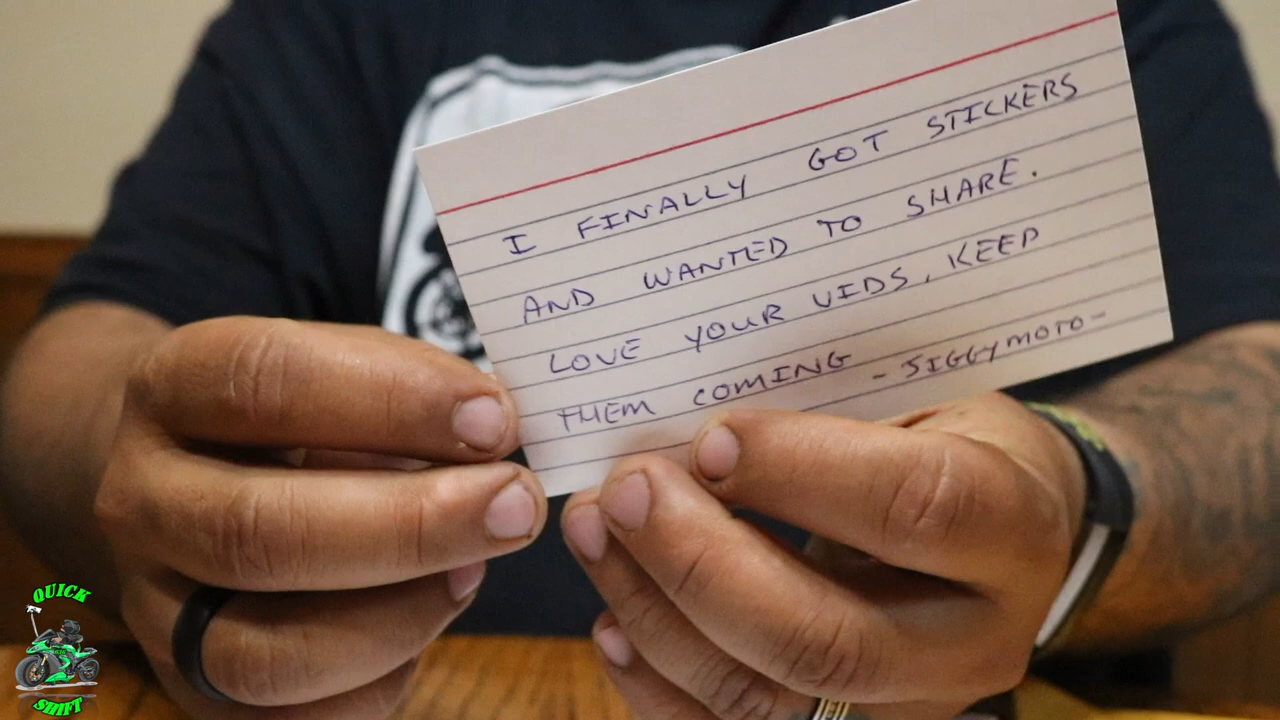 I FINALLY GOT STICKERS
AND WANTED TO SHARE.
LOVE YOUR VIDS, KEEP
THEM COMING -SIGGYMOTO-
QUICK
SHIFT